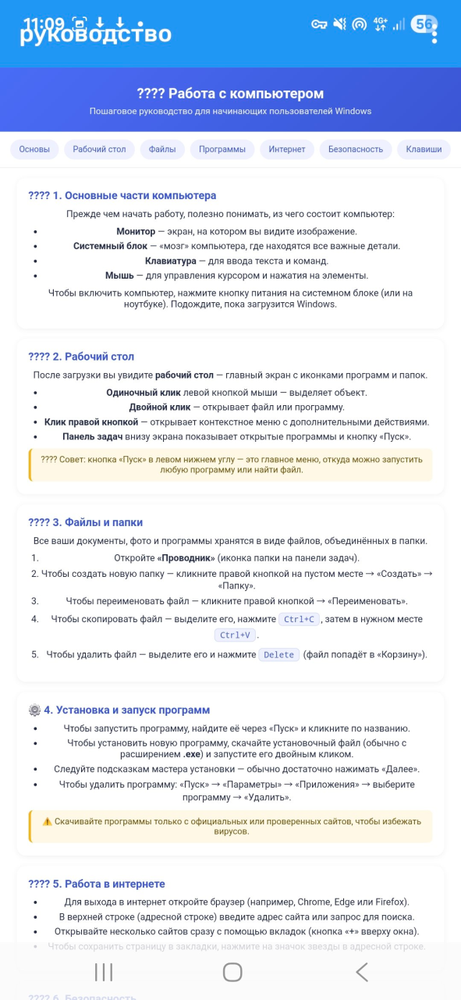 11:09
4G+
56
руководство
???? Работа с компьютером
Пошаговое руководство для начинающих пользователей Windows
Основы Рабочий стол Файлы Программы Интернет Безопасность Клавиши
???? 1. Основные части компьютера
Прежде чем начать работу, полезно понимать, из чего состоит компьютер:
• Монитор — экран, на котором вы видите изображение.
• Системный блок — «мозг» компьютера, где находятся все важные детали.
• Клавиатура — для ввода текста и команд.
• Мышь — для управления курсором и нажатия на элементы.
Чтобы включить компьютер, нажмите кнопку питания на системном блоке (или на
ноутбуке). Подождите, пока загрузится Windows.
???? 2. Рабочий стол
После загрузки вы увидите рабочий стол — главный экран с иконками программ и папок.
• Одиночный клик левой кнопкой мыши — выделяет объект.
• Двойной клик — открывает файл или программу.
• Клик правой кнопкой — открывает контекстное меню с дополнительными действиями.
• Панель задач внизу экрана показывает открытые программы и кнопку «Пуск».
???? Совет: кнопка «Пуск» в левом нижнем углу — это главное меню, откуда можно запустить
любую программу или найти файл.
???? 3. Файлы и папки
Все ваши документы, фото и программы хранятся в виде файлов, объединённых в папки.
1. Откройте «Проводник» (иконка папки на панели задач).
2. Чтобы создать новую папку — кликните правой кнопкой на пустом месте → «Создать» →
«Папку».
3. Чтобы переименовать файл — кликните правой кнопкой → «Переименовать».
4. Чтобы скопировать файл — выделите его, нажмите Ctrl+C, затем в нужном месте
Ctrl+V.
5. Чтобы удалить файл — выделите его и нажмите Delete (файл попадёт в «Корзину»).
⚙ 4. Установка и запуск программ
• Чтобы запустить программу, найдите её через «Пуск» и кликните по названию.
• Чтобы установить новую программу, скачайте установочный файл (обычно с
расширением .exe) и запустите его двойным кликом.
• Следуйте подсказкам мастера установки — обычно достаточно нажимать «Далее».
• Чтобы удалить программу: «Пуск» → «Параметры» → «Приложения» → выберите
программу → «Удалить».
⚠ Скачивайте программы только с официальных или проверенных сайтов, чтобы избежать
вирусов.
???? 5. Работа в интернете
• Для выхода в интернет откройте браузер (например, Chrome, Edge или Firefox).
• В верхней строке (адресной строке) введите адрес сайта или запрос для поиска.
• Открывайте несколько сайтов сразу с помощью вкладок (кнопка «+» вверху окна).
• Чтобы сохранить страницу в закладки, нажмите на значок звезды в адресной строке.
???? 6. Безопасность